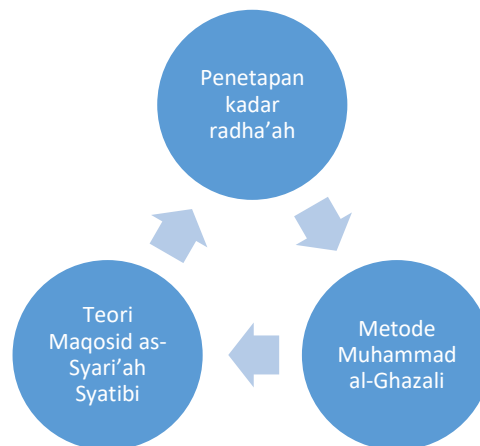 Penetapan
kadar
radha’ah
Teori
Maqosid as-
Syari’ah
Syatibi
Metode
Muhammad
al-Ghazali